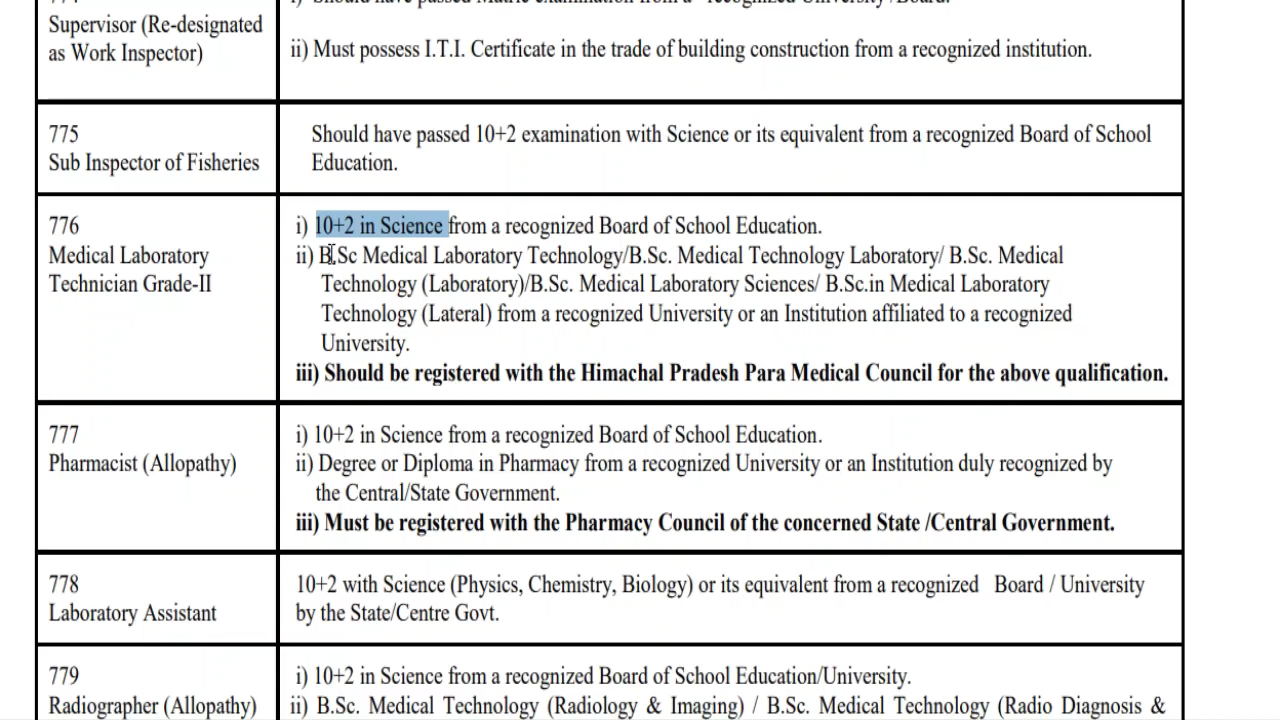 Supervisor (Re-designated
as Work Inspector)
ii) Must possess I.T.I. Certificate in the trade of building construction from a recognized institution.
775
Sub Inspector of Fisheries
Should have passed 10+2 examination with Science or its equivalent from a recognized Board of School
Education.
776
Medical Laboratory
Technician Grade-II
i) 10+2 in Science from a recognized Board of School Education.
ii) B.Sc Medical Laboratory Technology/B.Sc. Medical Technology Laboratory/ B.Sc. Medical
Technology (Laboratory)/B.Sc. Medical Laboratory Sciences/ B.Sc.in Medical Laboratory
Technology (Lateral) from a recognized University or an Institution affiliated to a recognized
University.
iii) Should be registered with the Himachal Pradesh Para Medical Council for the above qualification.
777
Pharmacist (Allopathy)
i) 10+2 in Science from a recognized Board of School Education.
ii) Degree or Diploma in Pharmacy from a recognized University or an Institution duly recognized by
the Central/State Government.
iii) Must be registered with the Pharmacy Council of the concerned State /Central Government.
778
Laboratory Assistant
10+2 with Science (Physics, Chemistry, Biology) or its equivalent from a recognized Board / University
by the State/Centre Govt.
779
Radiographer (Allopathy)
i) 10+2 in Science from a recognized Board of School Education/University.
ii) B.Sc. Medical Technology (Radiology & Imaging) / B.Sc. Medical Technology (Radio Diagnosis &